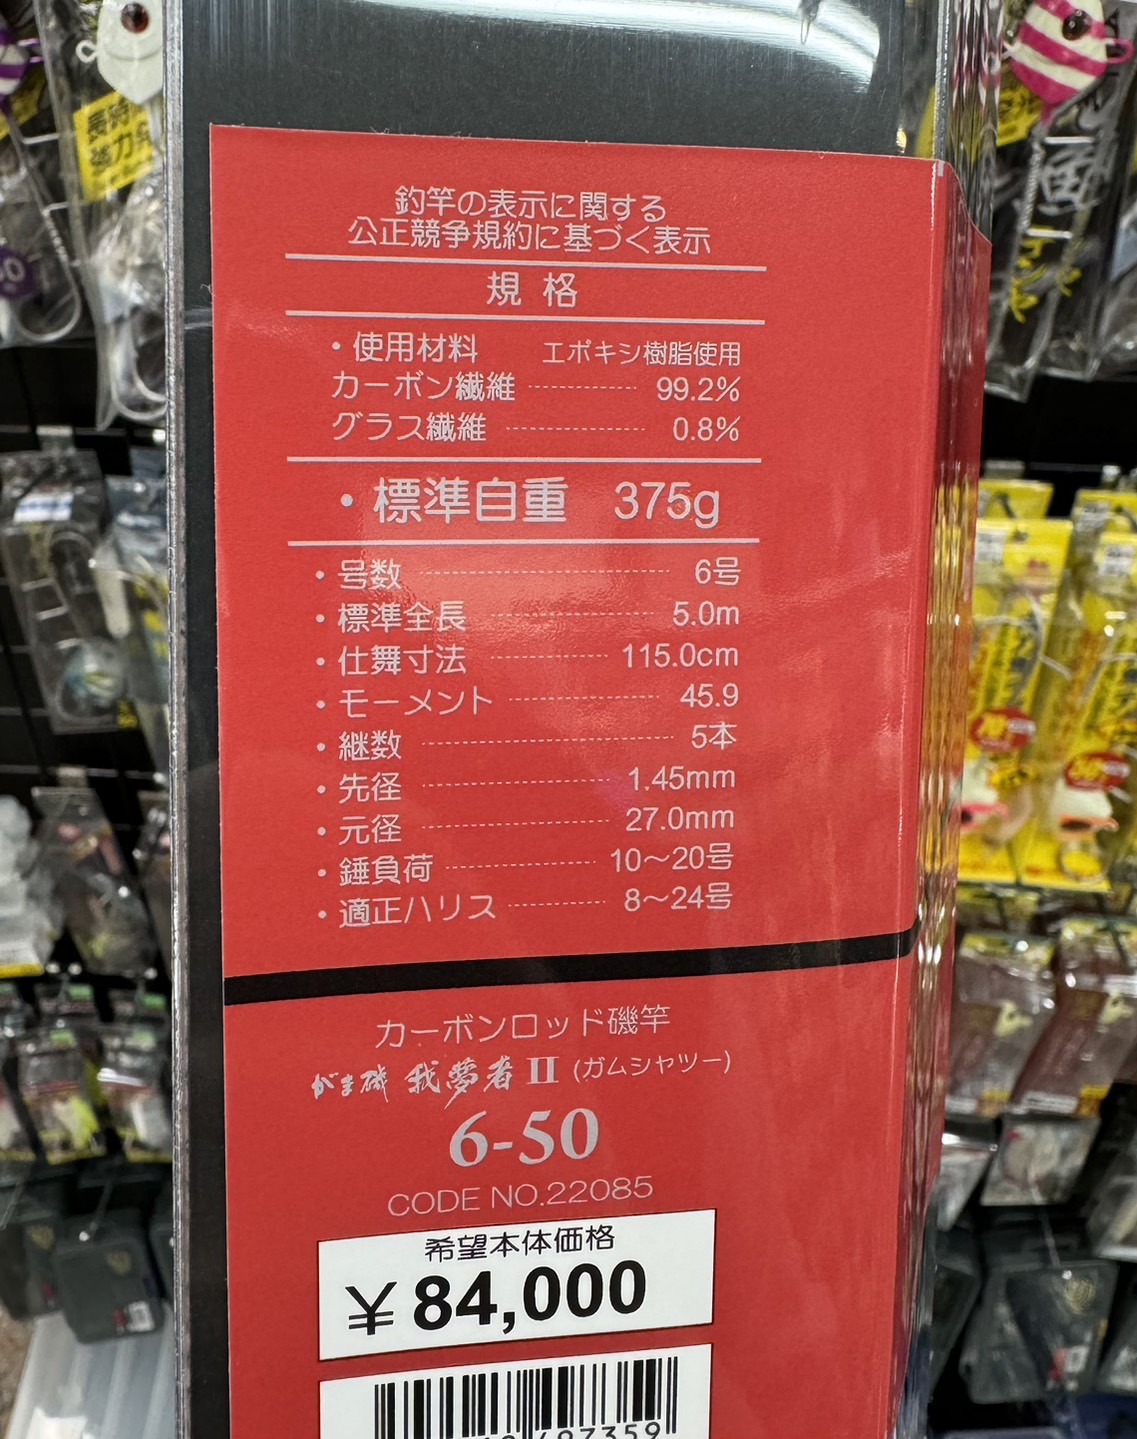 釣竿の表示に関する
公正競争規約に基づく表示
規 格
・使用材料 エポキシ樹脂使用
カーボン繊維 ……………… 99.2%
グラス繊維 ……………… 0.8%
・標準自重 375g
・号数 ……………… 6号
・標準全長 ……………… 5.0m
・仕舞寸法 ……………… 115.0cm
・モーメント ……………… 45.9
・継数 ……………… 5本
・先径 ……………… 1.45mm
・元径 ……………… 27.0mm
・錘負荷 ……………… 10〜20号
・適正ハリス ……………… 8〜24号
カーボンロッド磯竿
がま磯 我夢者 II (ガムシャツー)
6-50
CODE NO.22085
希望本体価格
¥84,000